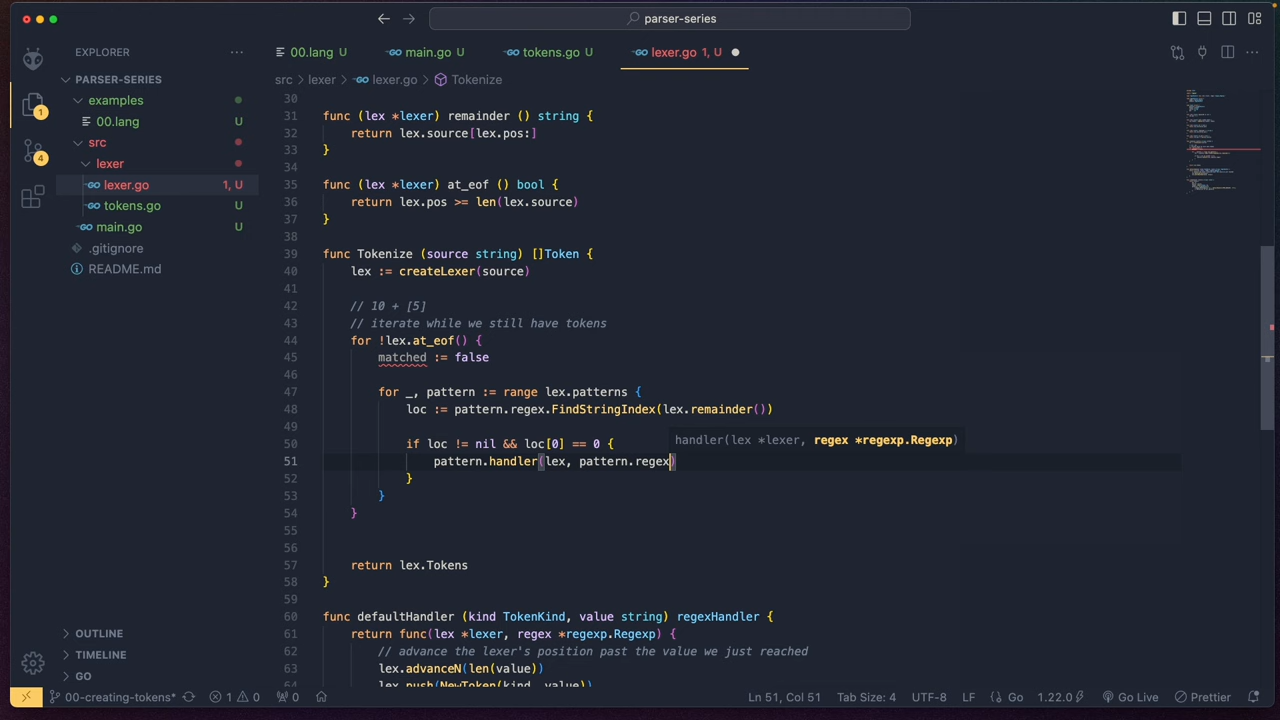 parser-series
EXPLORER
PARSER-SERIES
examples
00.lang U
src
lexer
lexer.go 1, U
tokens.go U
main.go U
.gitignore
README.md
OUTLINE
TIMELINE
GO
1
4
00.lang U
main.go U
tokens.go U
lexer.go 1, U
src > lexer > lexer.go > Tokenize
30
31 func (lex *lexer) remainder () string {
32 return lex.source[lex.pos:]
33 }
34
35 func (lex *lexer) at_eof () bool {
36 return lex.pos >= len(lex.source)
37 }
38
39 func Tokenize (source string) []Token {
40 lex := createLexer(source)
41
42 // 10 + [5]
43 // iterate while we still have tokens
44 for !lex.at_eof() {
45 matched := false
46
47 for _, pattern := range lex.patterns {
48 loc := pattern.regex.FindStringIndex(lex.remainder())
49
50 if loc != nil && loc[0] == 0 {
handler(lex *lexer, regex *regexp.Regexp)
51 pattern.handler(lex, pattern.regex)
52 }
53 }
54 }
55
56
57 return lex.Tokens
58 }
59
60 func defaultHandler (kind TokenKind, value string) regexHandler {
61 return func(lex *lexer, regex *regexp.Regexp) {
62 // advance the lexer's position past the value we just reached
63 lex.advanceN(len(value))
64 lex.push(NewToken(kind, value))
00-creating-tokens* 1 0 0 Ln 51, Col 51 Tab Size: 4 UTF-8 LF Go 1.22.0 Go Live Prettier